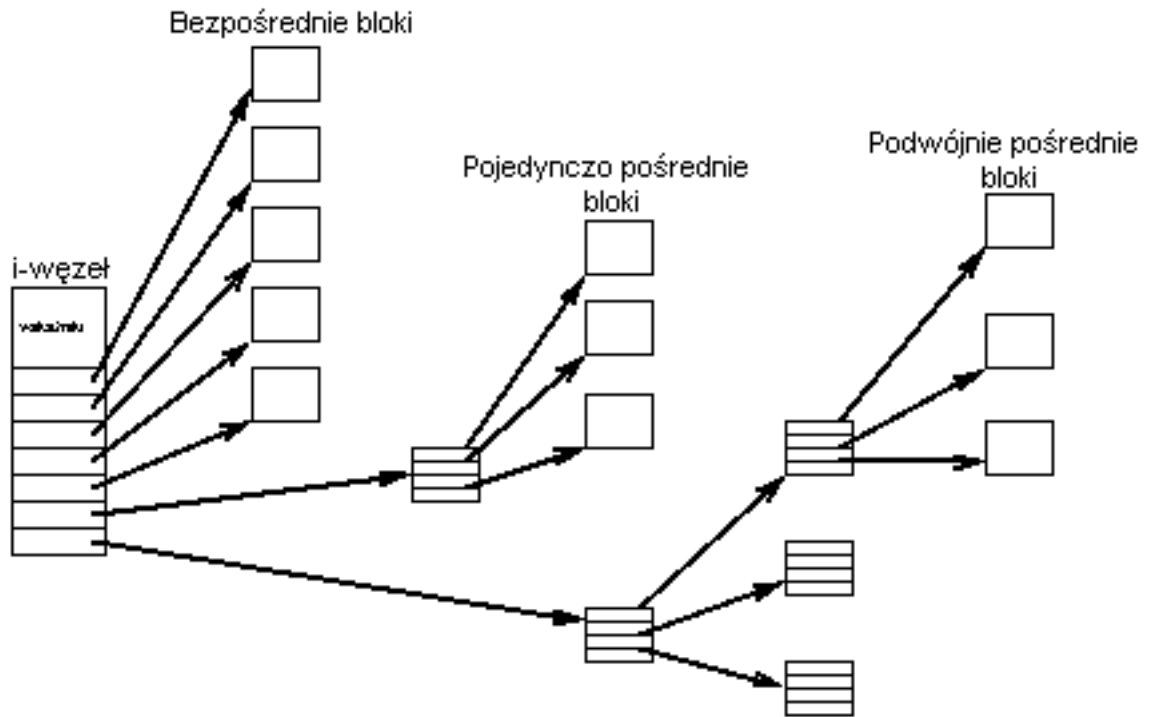 Bezpośrednie bloki
Podwójnie pośrednie
bloki
Pojedynczo pośrednie
bloki
i-węzeł